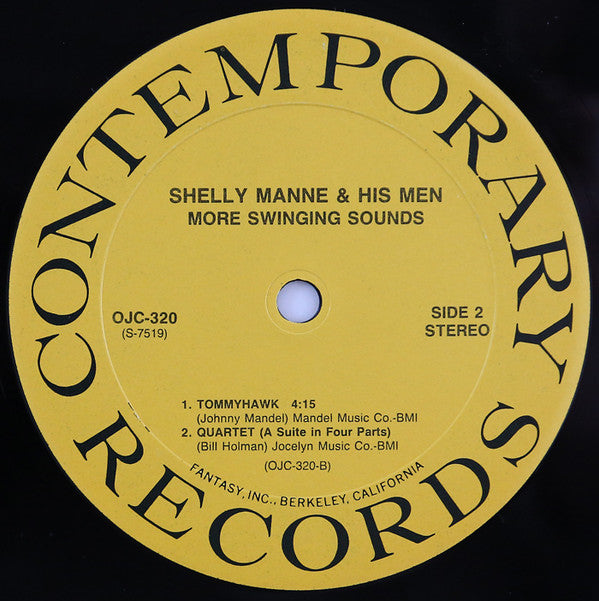 CONTEMPORARY
RECORDS
SHELLY MANNE & HIS MEN
MORE SWINGING SOUNDS
OJC-320
(S-7519)
SIDE 2
STEREO
1. TOMMYHAWK 4:15
(Johnny Mandel) Mandel Music Co.-BMI
2. QUARTET (A Suite in Four Parts)
(Bill Holman) Jocelyn Music Co.-BMI
(OJC-320-B)
FANTASY, INC., BERKELEY, CALIFORNIA